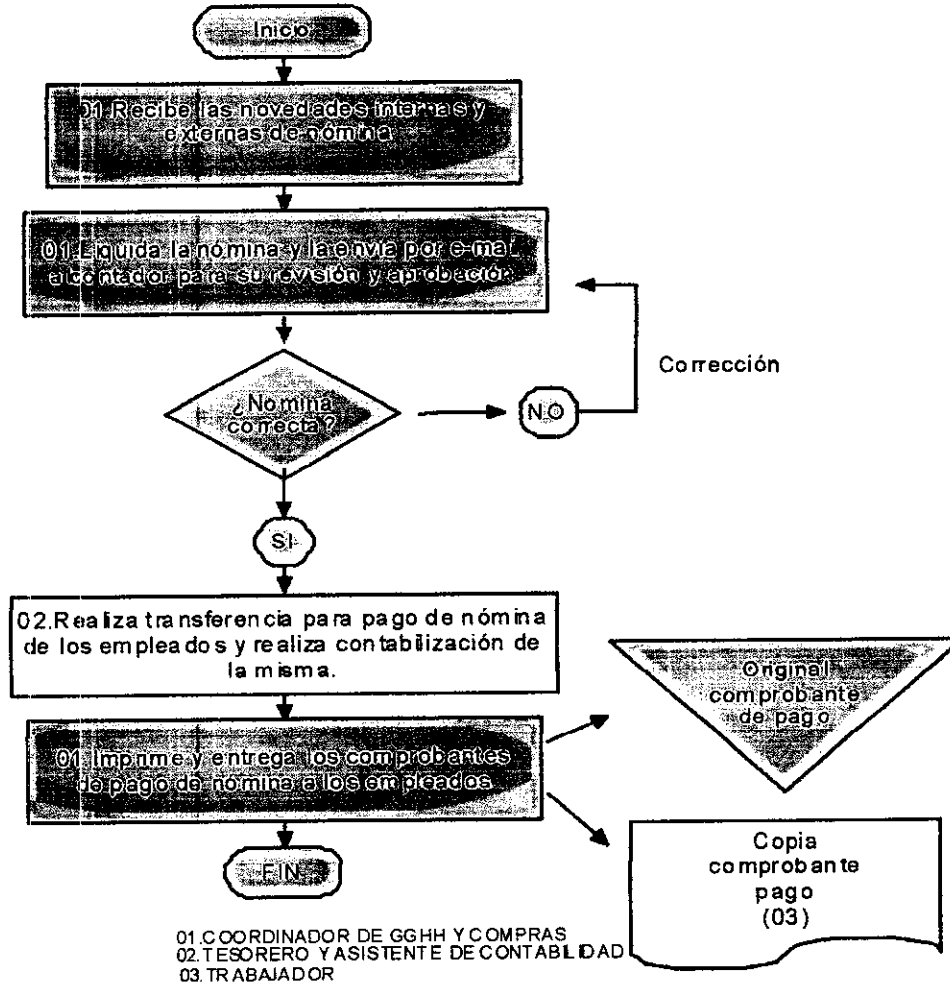 Inicio
01.Recibe las novedades internas y
externas de nómina
01.Liquida la nómina y la envía por e-mail
a contador para su revisión y aprobación
Corrección
¿Nomina
correcta?
NO
SI
02.Realiza transferencia para pago de nómina
de los empleados y realiza contabilización de
la misma.
Original
comprobante
de pago
01.Imprime y entrega los comprobantes
de pago de nómina a los empleados
Copia
comprobante
pago
(03)
FIN
01.COORDINADOR DE GGHH Y COMPRAS
02.TESORERO Y ASISTENTE DE CONTABILIDAD
03.TRABAJADOR